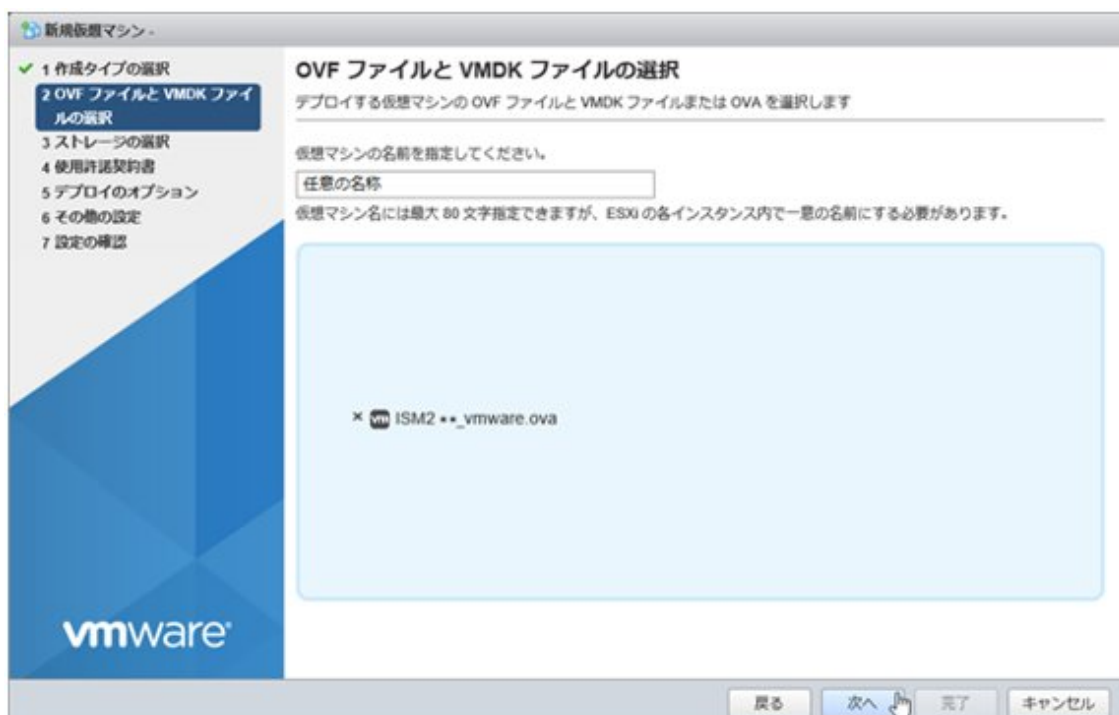 新規仮想マシン -
1 作成タイプの選択
2 OVF ファイルと VMDK ファイ
ルの選択
3 ストレージの選択
4 使用許諾契約書
5 デプロイのオプション
6 その他の設定
7 設定の確認
OVF ファイルと VMDK ファイルの選択
デプロイする仮想マシンの OVF ファイルと VMDK ファイルまたは OVA を選択します
仮想マシンの名前を指定してください。
任意の名称
仮想マシン名には最大 80 文字指定できますが、ESXi の各インスタンス内で一意の名前にする必要があります。
× vm ISM2 **_vmware.ova
vmware
戻る
次へ
完了
キャンセル